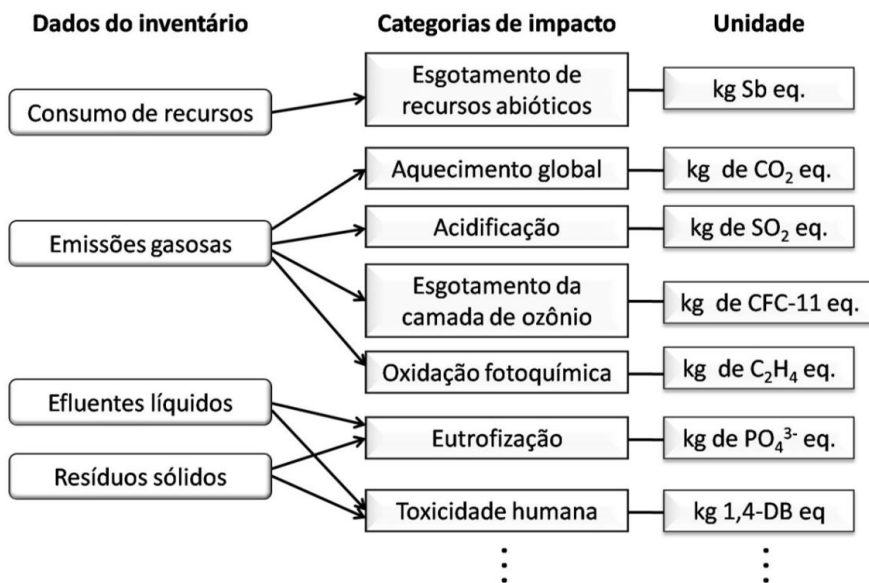 Dados do inventário
Categorias de impacto
Unidade
Consumo de recursos
Esgotamento de
recursos abióticos
kg Sb eq.
Emissões gasosas
Aquecimento global
kg de CO₂ eq.
Acidificação
kg de SO₂ eq.
Esgotamento da
camada de ozônio
kg de CFC-11 eq.
Oxidação fotoquímica
kg de C₂H₄ eq.
Efluentes líquidos
Resíduos sólidos
Eutrofização
kg de PO₄³⁻ eq.
Toxicidade humana
kg 1,4-DB eq